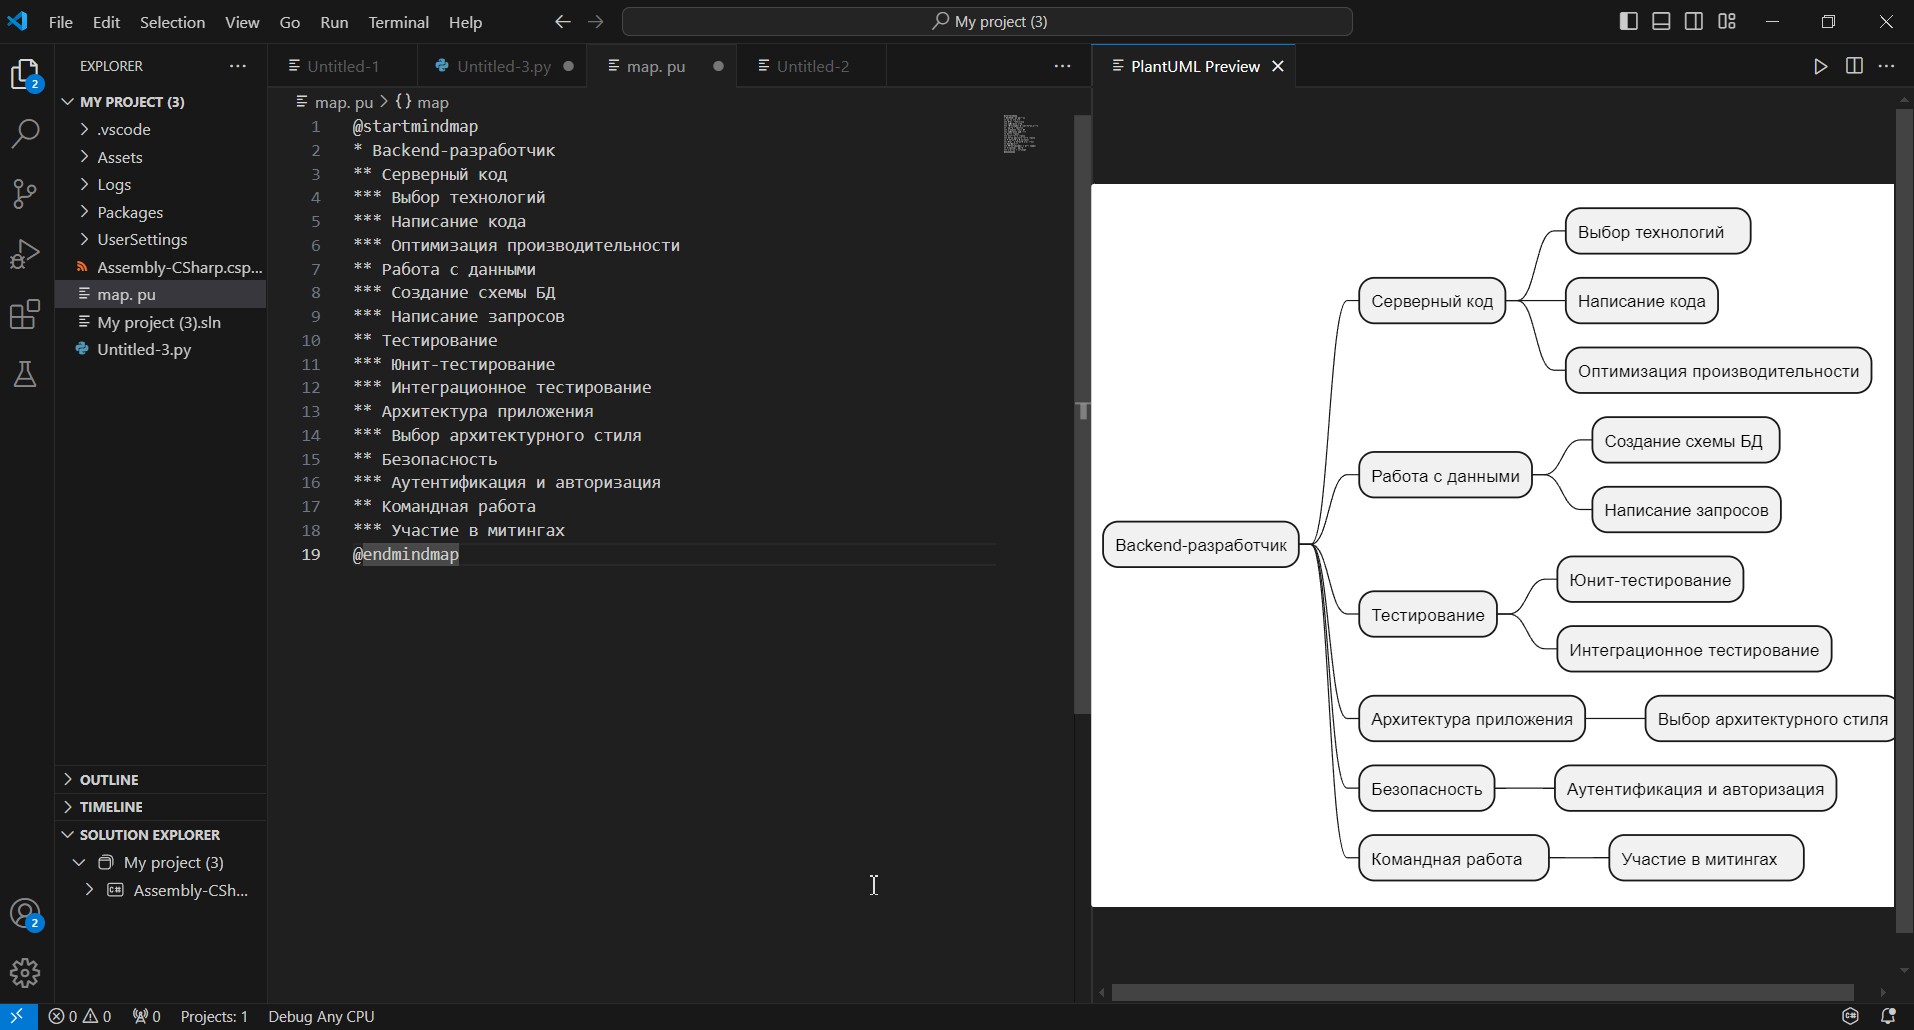 File Edit Selection View Go Run Terminal Help
My project (3)
EXPLORER
MY PROJECT (3)
.vscode
Assets
Logs
Packages
UserSettings
Assembly-CSharp.csp...
map. pu
My project (3).sln
Untitled-3.py
OUTLINE
TIMELINE
SOLUTION EXPLORER
My project (3)
Assembly-CSh...
2
2
Untitled-1 Untitled-3.py map. pu Untitled-2
map. pu > {} map
1 @startmindmap
2 * Backend-разработчик
3 ** Серверный код
4 *** Выбор технологий
5 *** Написание кода
6 *** Оптимизация производительности
7 ** Работа с данными
8 *** Создание схемы БД
9 *** Написание запросов
10 ** Тестирование
11 *** Юнит-тестирование
12 *** Интеграционное тестирование
13 ** Архитектура приложения
14 *** Выбор архитектурного стиля
15 ** Безопасность
16 *** Аутентификация и авторизация
17 ** Командная работа
18 *** Участие в митингах
19 @endmindmap
PlantUML Preview
Backend-разработчик
Серверный код
Выбор технологий
Написание кода
Оптимизация производительности
Работа с данными
Создание схемы БД
Написание запросов
Тестирование
Юнит-тестирование
Интеграционное тестирование
Архитектура приложения
Выбор архитектурного стиля
Безопасность
Аутентификация и авторизация
Командная работа
Участие в митингах
0 0 0 Projects: 1 Debug Any CPU